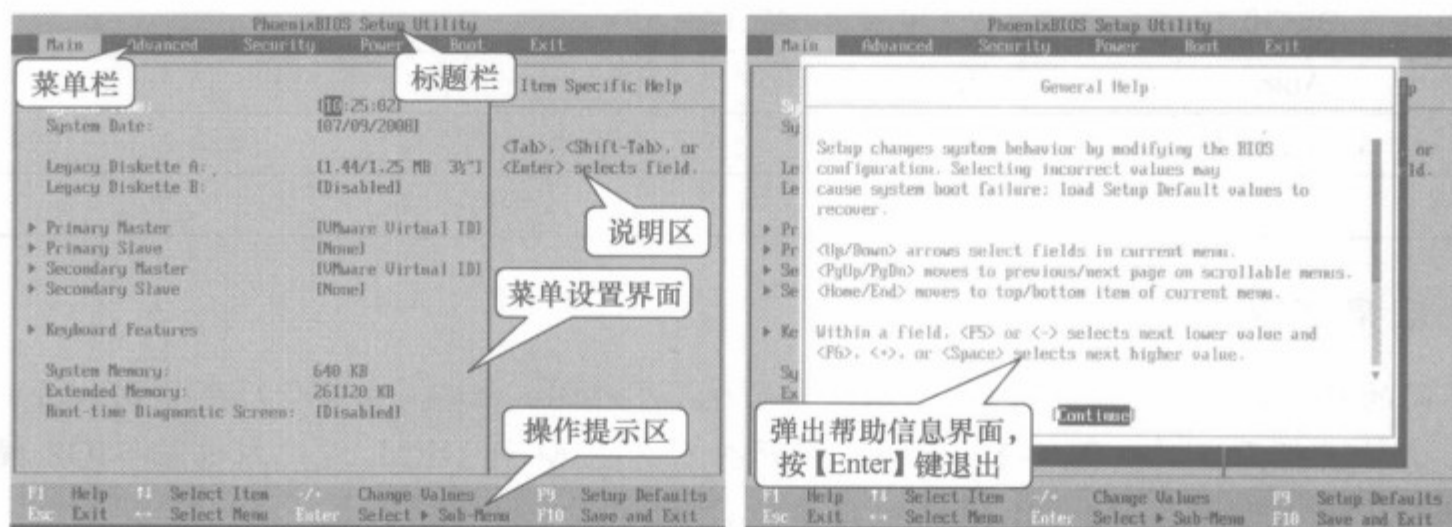 PhoenixBIOS Setup Utility
Main Advanced Security Power Boot Exit
菜单栏
标题栏
Item Specific Help
[10:25:02]
System Date: [07/09/2008]
<Tab>, <Shift-Tab>, or
<Enter> selects field.
Legacy Diskette A: [1.44/1.25 MB 3½"]
Legacy Diskette B: [Disabled]
说明区
▶ Primary Master [VMware Virtual ID]
▶ Primary Slave [None]
▶ Secondary Master [VMware Virtual ID]
▶ Secondary Slave [None]
菜单设置界面
▶ Keyboard Features
System Memory: 640 KB
Extended Memory: 261120 KB
Boot-time Diagnostic Screen: [Disabled]
操作提示区
F1 Help ↑↓ Select Item -/+ Change Values F9 Setup Defaults
Esc Exit ↔ Select Menu Enter Select ▶ Sub-Menu F10 Save and Exit
PhoenixBIOS Setup Utility
Main Advanced Security Power Boot Exit
General Help
Setup changes system behavior by modifying the BIOS
configuration. Selecting incorrect values may
cause system boot failure; load Setup Default values to
recover.
<Up/Down> arrows select fields in current menu.
<PgUp/PgDn> moves to previous/next page on scrollable menus.
<Home/End> moves to top/bottom item of current menu.
Within a field, <F5> or <-> selects next lower value and
<F6>, <+>, or <Space> selects next higher value.
[Continue]
弹出帮助信息界面，
按【Enter】键退出
F1 Help ↑↓ Select Item -/+ Change Values F9 Setup Defaults
Esc Exit ↔ Select Menu Enter Select ▶ Sub-Menu F10 Save and Exit